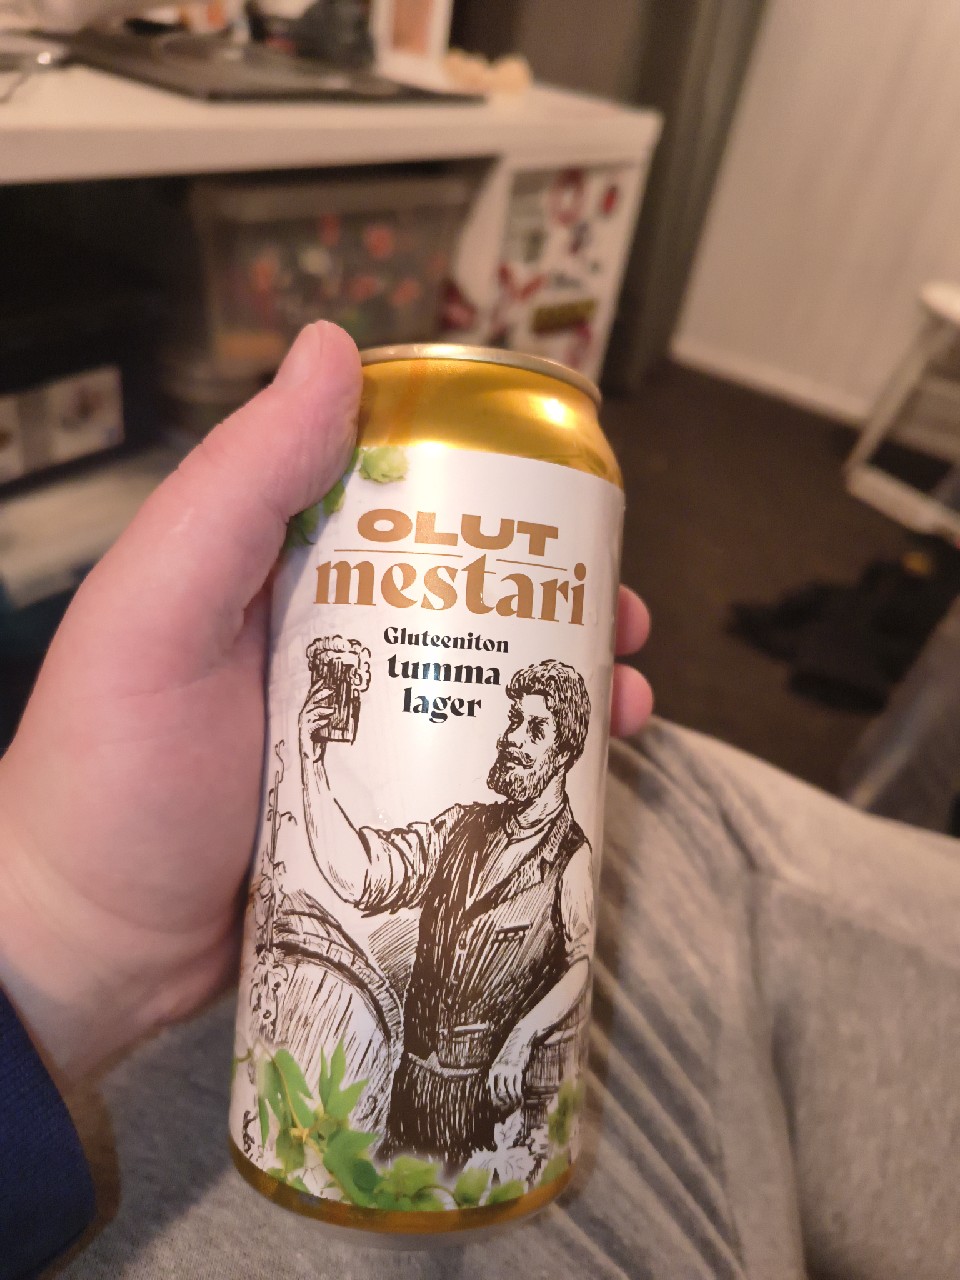 OLUT
mestari
Gluteeniton
tumma
lager